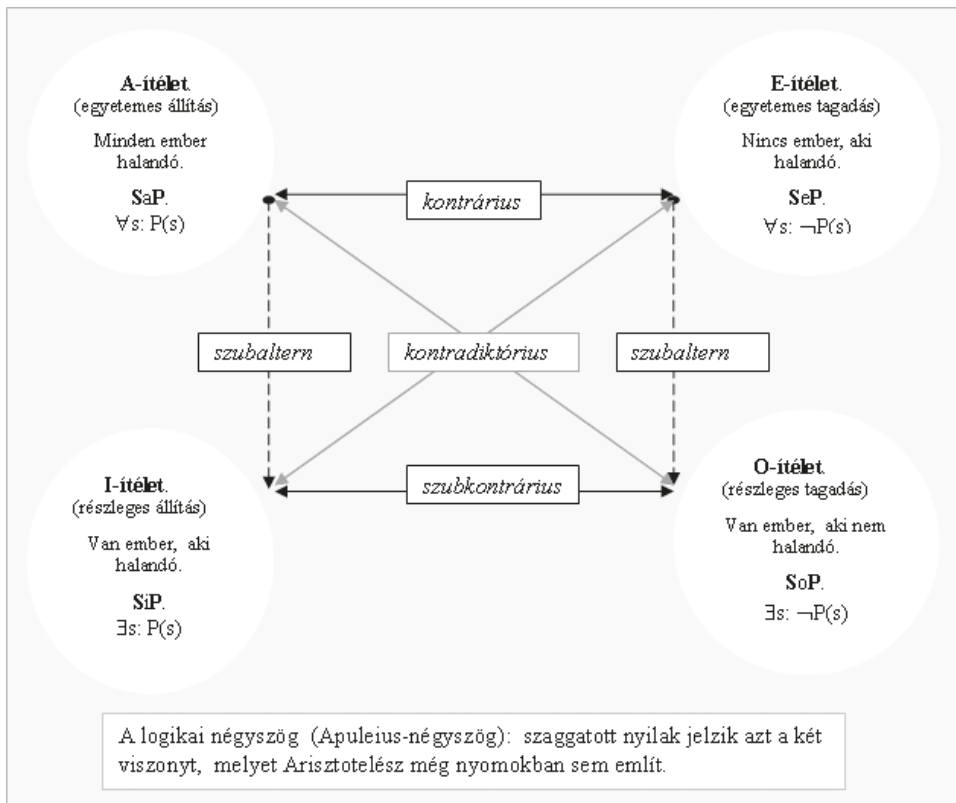 A-ítélet.
(egyetemes állítás)
Minden ember
halandó.
SaP.
∀s: P(s)
E-ítélet.
(egyetemes tagadás)
Nincs ember, aki
halandó.
SeP.
∀s: ¬P(s)
kontrárius
szubaltern
kontradiktórius
szubaltern
I-ítélet.
(részleges állítás)
Van ember, aki
halandó.
SiP.
∃s: P(s)
szubkontrárius
O-ítélet.
(részleges tagadás)
Van ember, aki nem
halandó.
SoP.
∃s: ¬P(s)
A logikai négyszög (Apuleius-négyszög): szaggatott nyilak jelzik azt a két
viszonyt, melyet Arisztotelész még nyomokban sem említ.